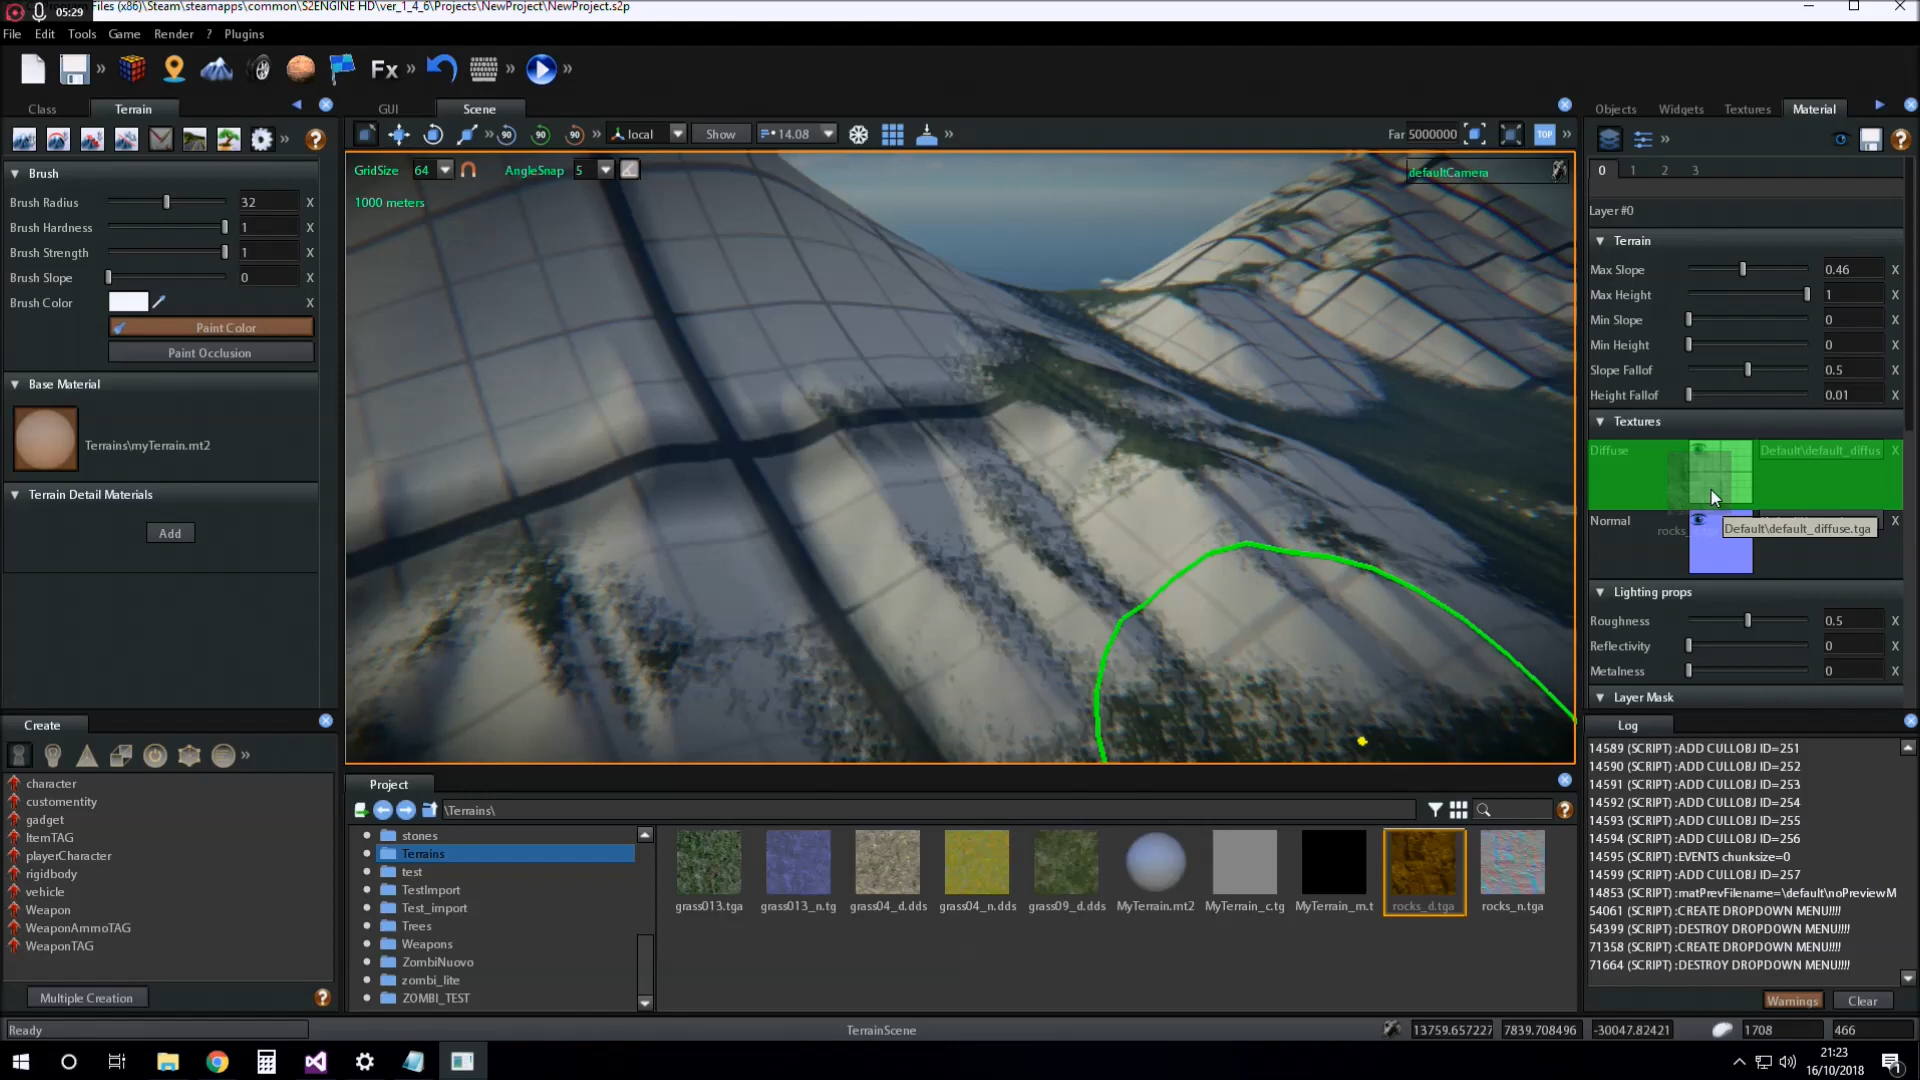 05:29
Files (x86)\Steam\steamapps\common\S2ENGINE HD\ver_1_4_6\Projects\NewProject\NewProject.s2p
File Edit Tools Game Render ? Plugins
Fx
Class Terrain
GUI Scene
Objects Widgets Textures Material
90 90 90 local Show 14.08
Far 5000000 TOP
GridSize 64 AngleSnap 5
defaultCamera
1000 meters
Brush
Brush Radius 32 X
Brush Hardness 1 X
Brush Strength 1 X
Brush Slope 0 X
Brush Color X
Paint Color
Paint Occlusion
Base Material
Terrains\myTerrain.mt2
Terrain Detail Materials
Add
0 1 2 3
Layer #0
Terrain
Max Slope 0.46 X
Max Height 1 X
Min Slope 0 X
Min Height 0 X
Slope Fallof 0.5 X
Height Fallof 0.01 X
Textures
Diffuse Default\default_diffus X
Normal X
rocks_
Default\default_diffuse.tga
Lighting props
Roughness 0.5 X
Reflectivity 0 X
Metalness 0 X
Layer Mask
Create
character
customentity
gadget
ItemTAG
playerCharacter
rigidbody
vehicle
Weapon
WeaponAmmoTAG
WeaponTAG
Multiple Creation
Project
\Terrains\
stones
Terrains
test
TestImport
Test_import
Trees
Weapons
ZombiNuovo
zombi_lite
ZOMBI_TEST
grass013.tga grass013_n.tg grass04_d.dds grass04_n.dds grass09_d.dds MyTerrain.mt2 MyTerrain_c.tg MyTerrain_m.t rocks_d.tga rocks_n.tga
Log
14589 (SCRIPT) :ADD CULLOBJ ID=251
14590 (SCRIPT) :ADD CULLOBJ ID=252
14591 (SCRIPT) :ADD CULLOBJ ID=253
14592 (SCRIPT) :ADD CULLOBJ ID=254
14593 (SCRIPT) :ADD CULLOBJ ID=255
14594 (SCRIPT) :ADD CULLOBJ ID=256
14595 (SCRIPT) :EVENTS chunksize=0
14599 (SCRIPT) :ADD CULLOBJ ID=257
14853 (SCRIPT) :matPrevFilename=\default\noPreviewM
54061 (SCRIPT) :CREATE DROPDOWN MENU!!!!
54399 (SCRIPT) :DESTROY DROPDOWN MENU!!!!
71358 (SCRIPT) :CREATE DROPDOWN MENU!!!!
71664 (SCRIPT) :DESTROY DROPDOWN MENU!!!!
Warnings Clear
Ready
TerrainScene
13759.657227 7839.708496 -30047.82421 1708 466
21:23
16/10/2018